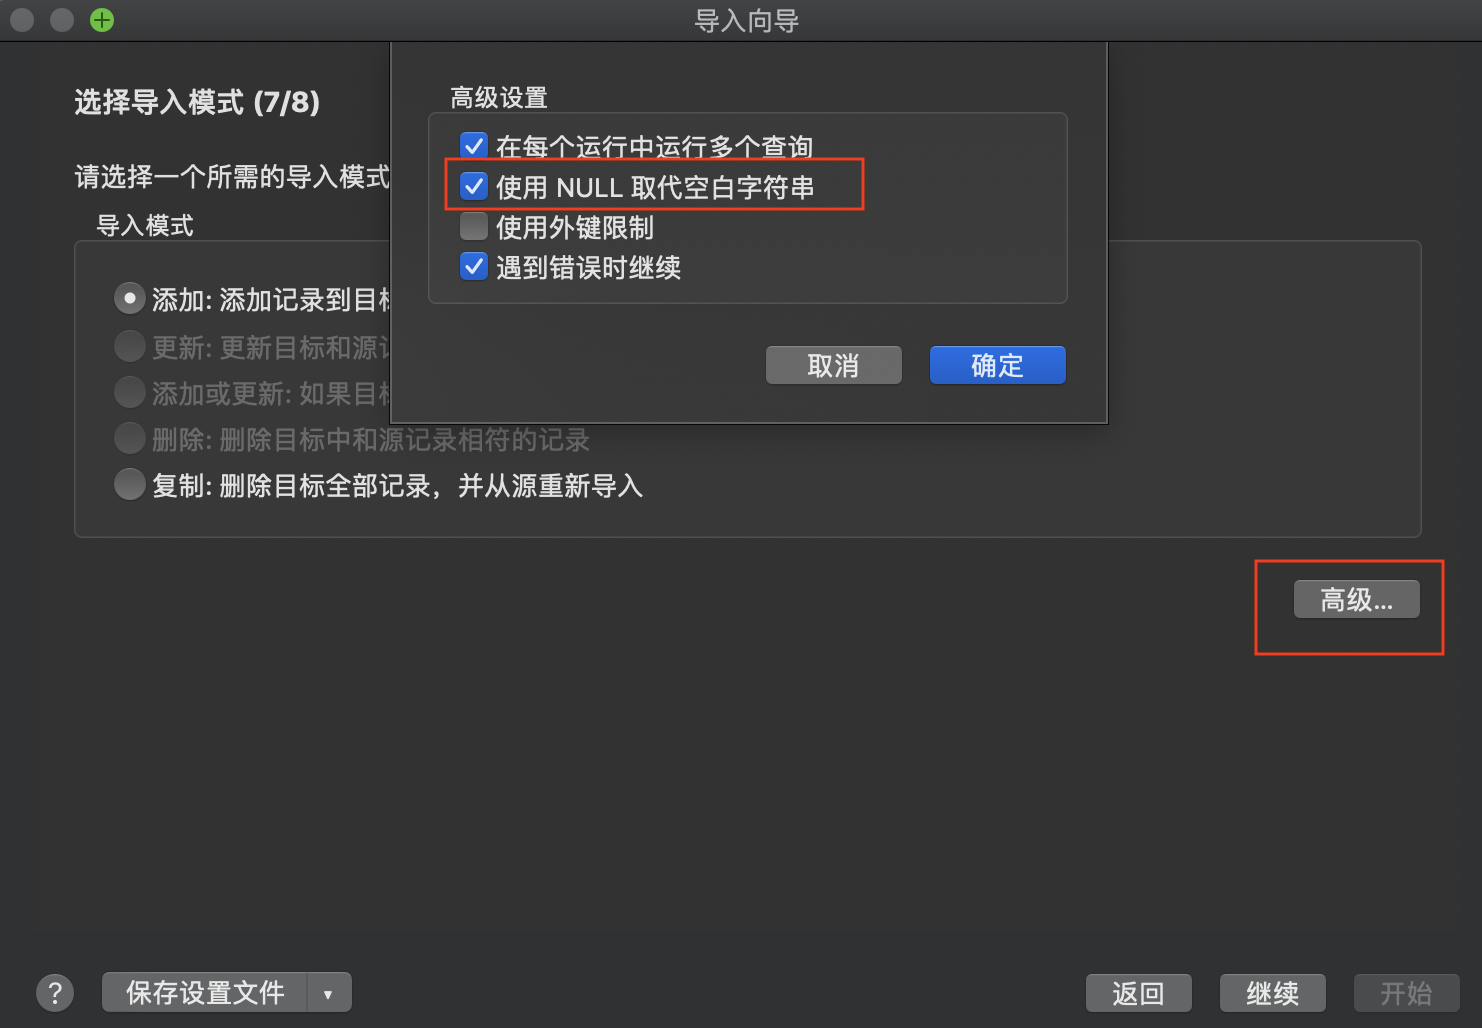 导入向导
选择导入模式 (7/8)
请选择一个所需的导入模式
导入模式
添加: 添加记录到目标
更新: 更新目标和源记
添加或更新: 如果目标
删除: 删除目标中和源记录相符的记录
复制: 删除目标全部记录，并从源重新导入
高级设置
在每个运行中运行多个查询
使用 NULL 取代空白字符串
使用外键限制
遇到错误时继续
取消
确定
高级...
?
保存设置文件
返回
继续
开始